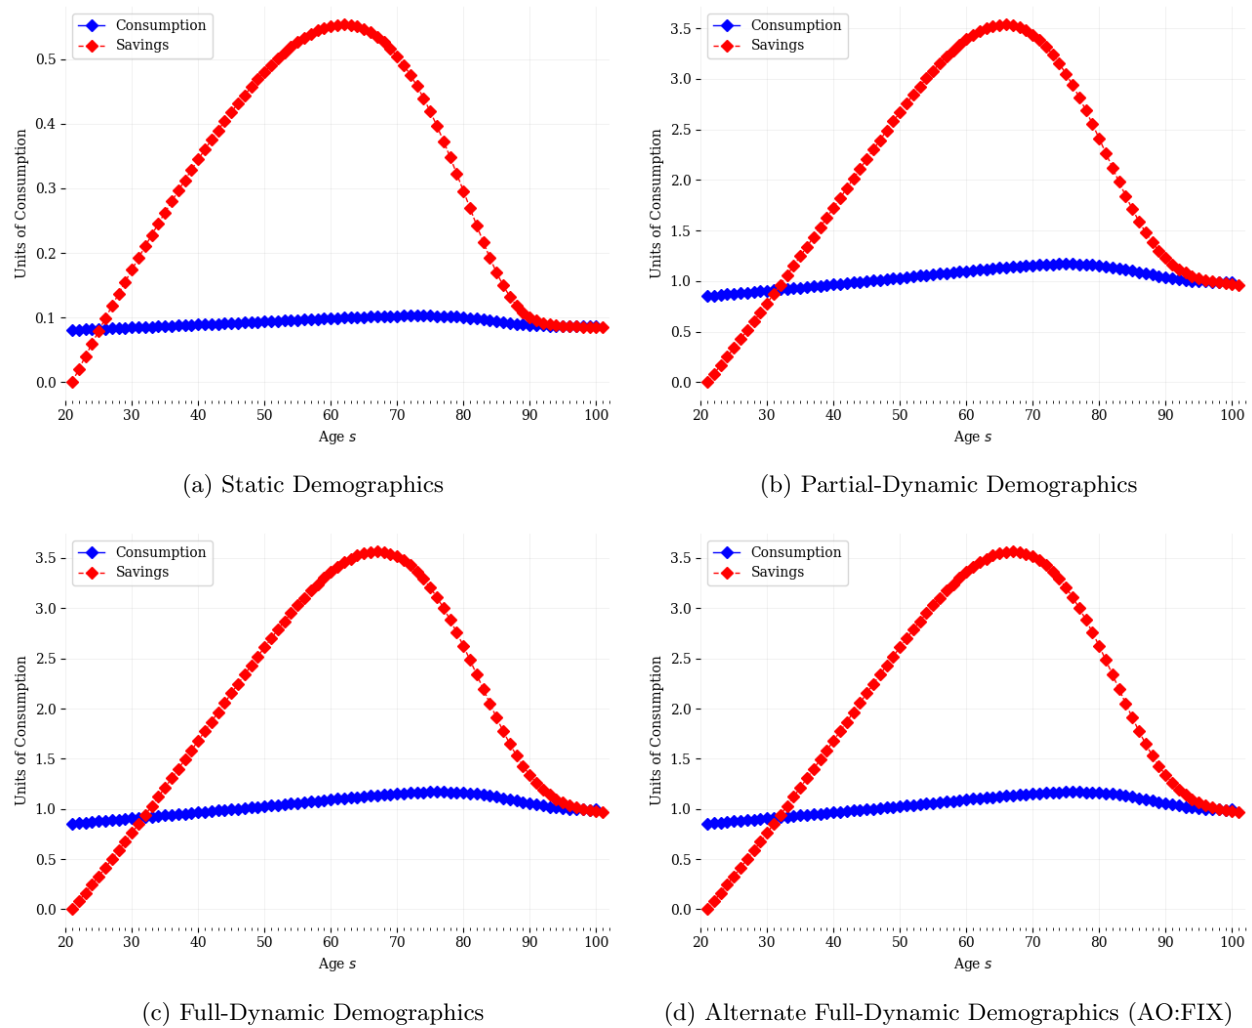 Consumption
Savings
Units of Consumption
0.5
0.4
0.3
0.2
0.1
0.0
20 30 40 50 60 70 80 90 100
Age s
(a) Static Demographics
Consumption
Savings
Units of Consumption
3.5
3.0
2.5
2.0
1.5
1.0
0.5
0.0
20 30 40 50 60 70 80 90 100
Age s
(b) Partial-Dynamic Demographics
Consumption
Savings
Units of Consumption
3.5
3.0
2.5
2.0
1.5
1.0
0.5
0.0
20 30 40 50 60 70 80 90 100
Age s
(c) Full-Dynamic Demographics
Consumption
Savings
Units of Consumption
3.5
3.0
2.5
2.0
1.5
1.0
0.5
0.0
20 30 40 50 60 70 80 90 100
Age s
(d) Alternate Full-Dynamic Demographics (AO:FIX)